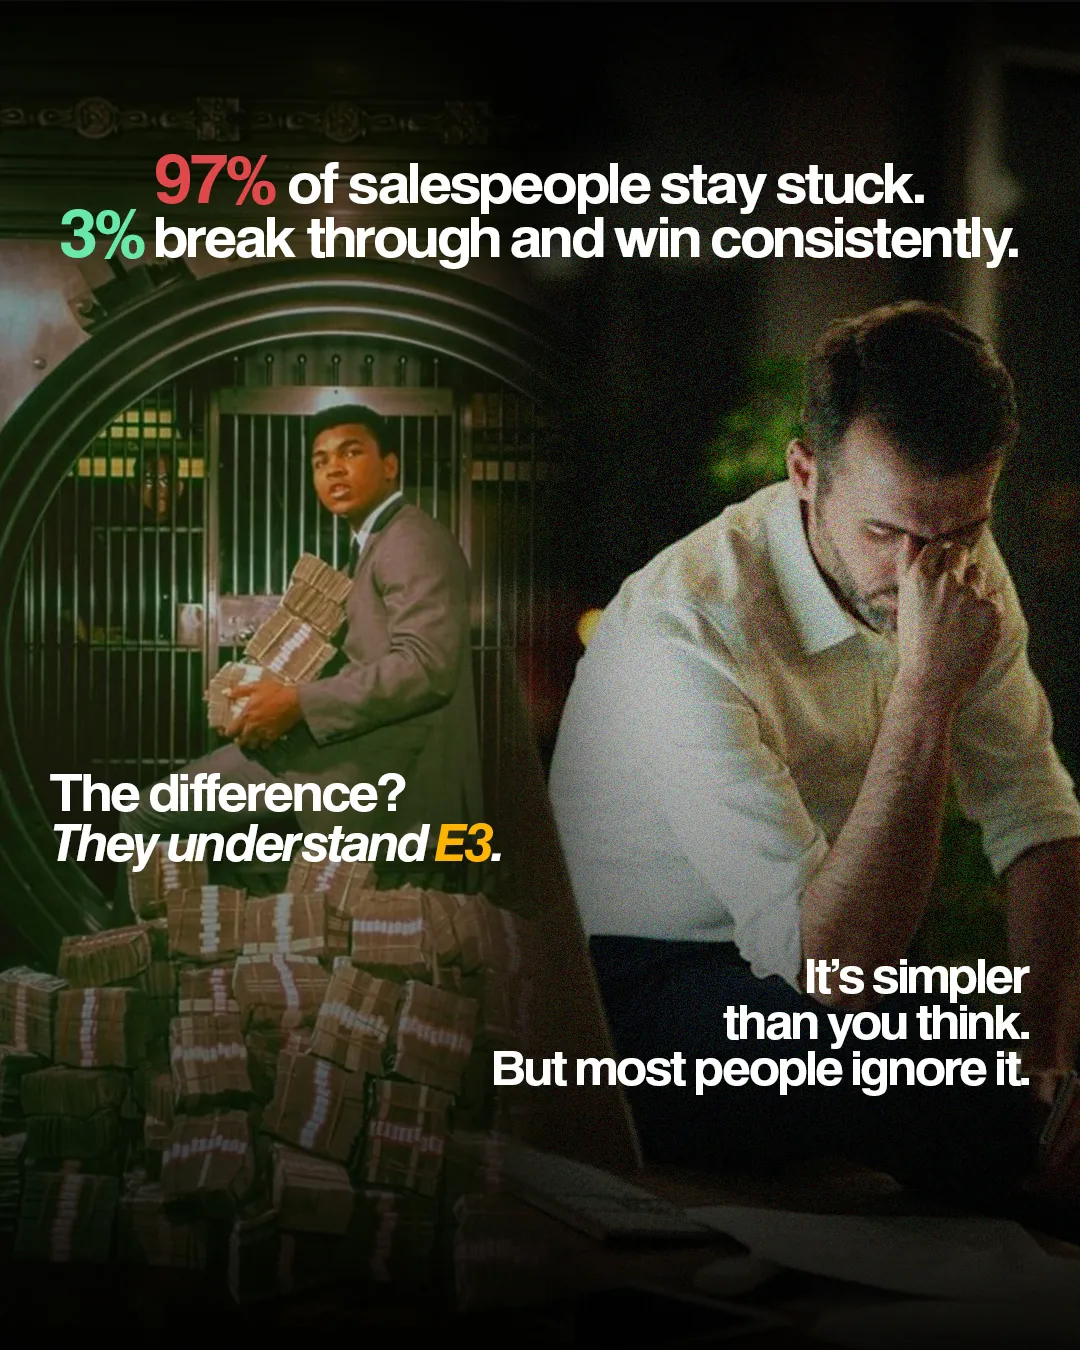 97% of salespeople stay stuck.
3% break through and win consistently.
The difference?
They understand E3.
It’s simpler
than you think.
But most people ignore it.